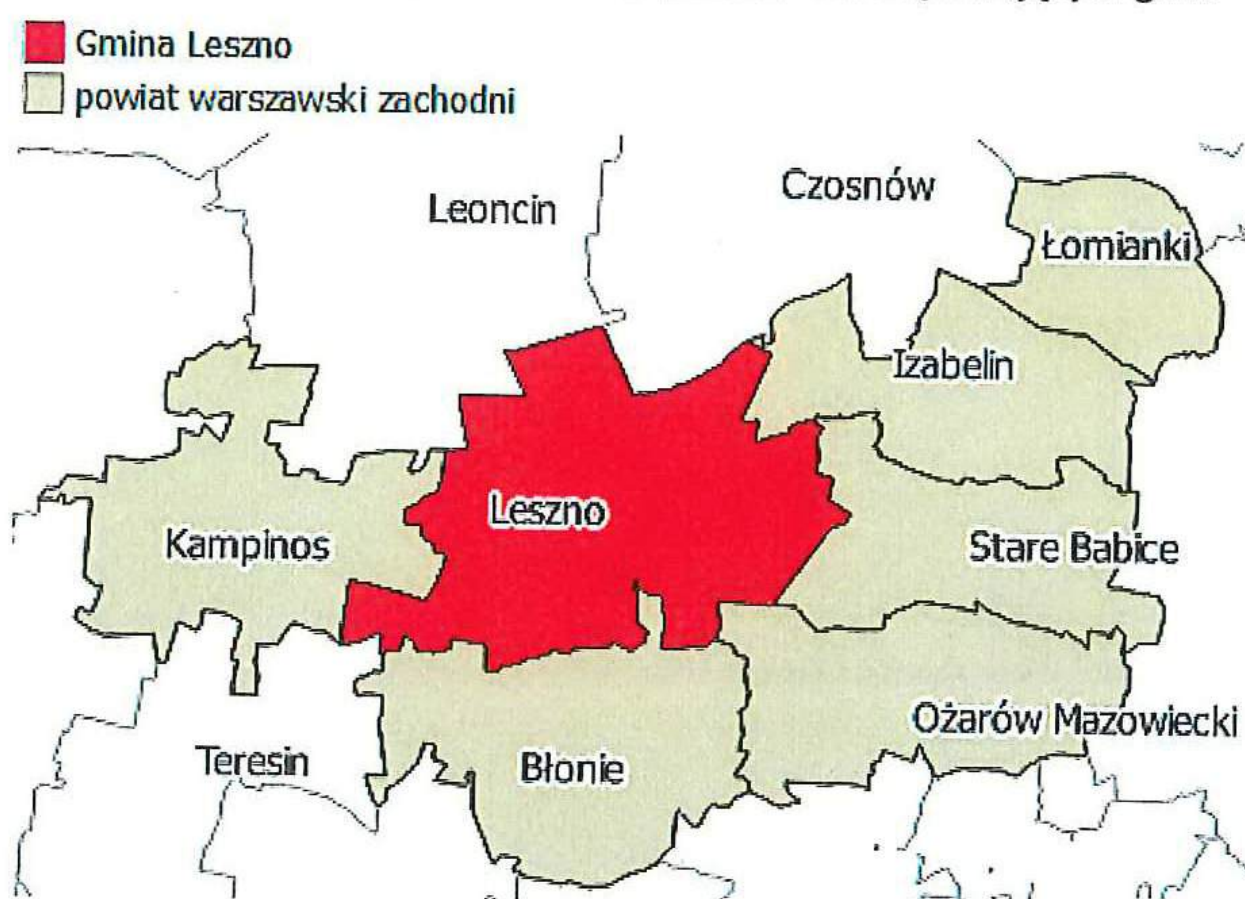 Gmina Leszno
powiat warszawski zachodni
Leoncin
Czosnów
Łomianki
Izabelin
Leszno
Kampinos
Stare Babice
Ożarów Mazowiecki
Teresin
Błonie